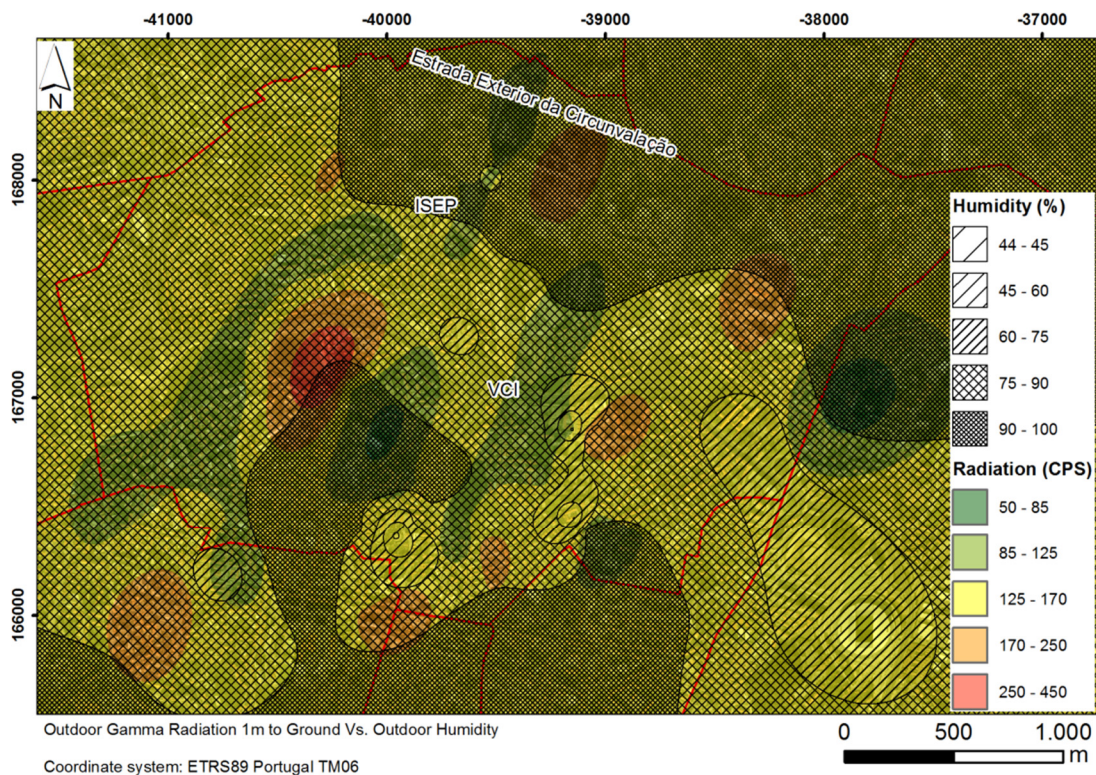 -41000 -40000 -39000 -38000 -37000
N
Estrada Exterior da Circunvalação
168000
ISEP
167000
VCI
166000
Humidity (%)
44 - 45
45 - 60
60 - 75
75 - 90
90 - 100
Radiation (CPS)
50 - 85
85 - 125
125 - 170
170 - 250
250 - 450
Outdoor Gamma Radiation 1m to Ground Vs. Outdoor Humidity
0 500 1.000
m
Coordinate system: ETRS89 Portugal TM06